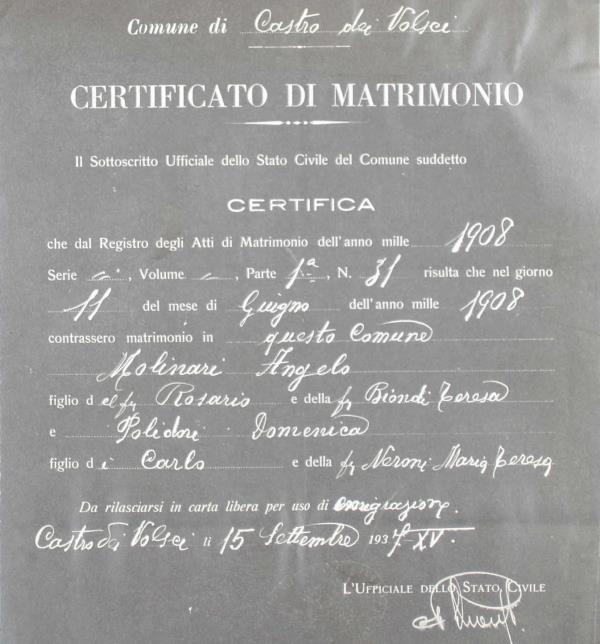 Comune di Castro dei Volsci
CERTIFICATO DI MATRIMONIO
Il Sottoscritto Ufficiale dello Stato Civile del Comune suddetto
CERTIFICA
che dal Registro degli Atti di Matrimonio dell'anno mille 1908
Serie , Volume , Parte 1ª, N. 31 risulta che nel giorno
11 del mese di Giugno dell'anno mille 1908
contrassero matrimonio in questo Comune
Molinari Angelo
figlio del fu Rosario e della fu Biondi Teresa
e Polidori Domenica
figlio di Carlo e della fu Neroni Maria Teresa
Da rilasciarsi in carta libera per uso di emigrazione.
Castro dei Volsci li 15 Settembre 1937-XV.
L'UFFICIALE DELLO STATO CIVILE